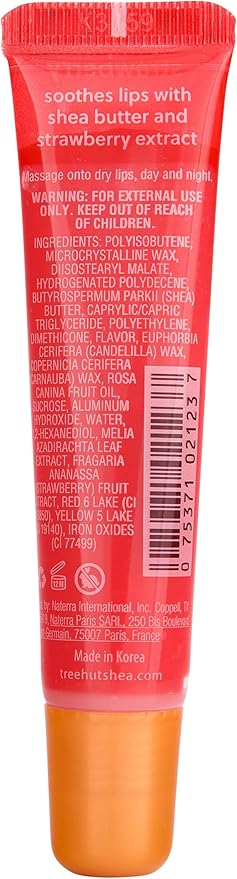 soothes lips with
shea butter and
strawberry extract
Massage onto dry lips, day and night.
WARNING: FOR EXTERNAL USE
ONLY. KEEP OUT OF REACH
OF CHILDREN.
INGREDIENTS: POLYISOBUTENE,
MICROCRYSTALLINE WAX,
DIISOSTEARYL MALATE,
HYDROGENATED POLYDECENE,
BUTYROSPERMUM PARKII (SHEA)
BUTTER, CAPRYLIC/CAPRIC
TRIGLYCERIDE, POLYETHYLENE,
DIMETHICONE, FLAVOR, EUPHORBIA
CERIFERA (CANDELILLA) WAX,
COPERNICIA CERIFERA
CARNAUBA) WAX, ROSA
CANINA FRUIT OIL,
SUCROSE, ALUMINUM
HYDROXIDE, WATER,
,2-HEXANEDIOL, MELIA
AZADIRACHTA LEAF
EXTRACT, FRAGARIA
ANANASSA
(STRAWBERRY) FRUIT
EXTRACT, RED 6 LAKE (CI
YELLOW 5 LAKE
19140), IRON OXIDES
(CI 77499)
0 75371 02123 7
12M
by: Naterra International, Inc. Coppell, TX
Naterra Paris SARL, 250 Bis Boulevard
-Germain, 75007 Paris, France
Made in Korea
treehutshea.com